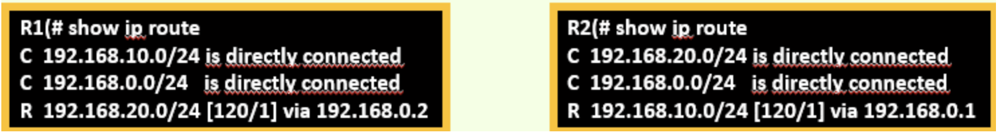 R1(# show ip route
C  192.168.10.0/24 is directly connected
C  192.168.0.0/24   is directly connected
R  192.168.20.0/24 [120/1] via 192.168.0.2
R2(# show ip route
C  192.168.20.0/24 is directly connected
C  192.168.0.0/24   is directly connected
R  192.168.10.0/24 [120/1] via 192.168.0.1